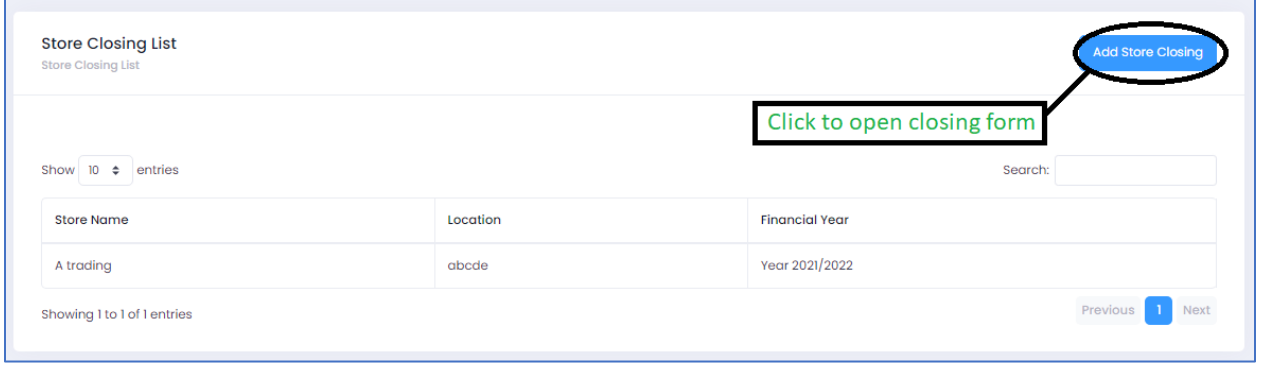 Store Closing List
Store Closing List
Add Store Closing
Click to open closing form
Show 10 entries
Search:
Store Name Location Financial Year
A trading abcde Year 2021/2022
Showing 1 to 1 of 1 entries
Previous 1 Next